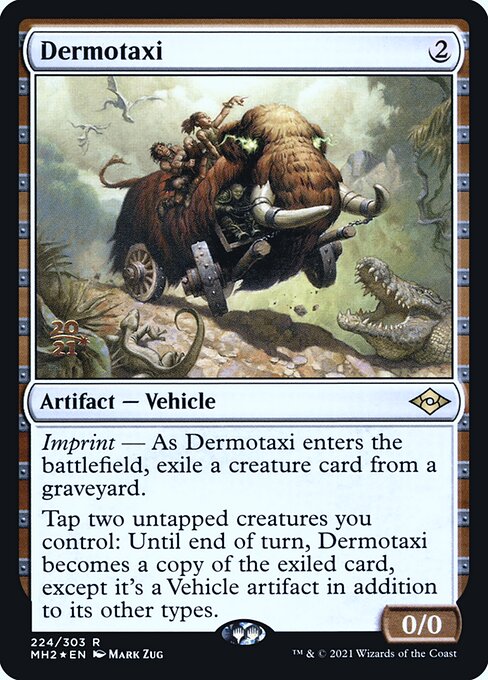 Dermotaxi 2
20
21
Artifact — Vehicle
Imprint — As Dermotaxi enters the
battlefield, exile a creature card from a
graveyard.
Tap two untapped creatures you
control: Until end of turn, Dermotaxi
becomes a copy of the exiled card,
except it's a Vehicle artifact in addition
to its other types.
0/0
224/303 R
MH2★EN Mark Zug
™ & © 2021 Wizards of the Coast